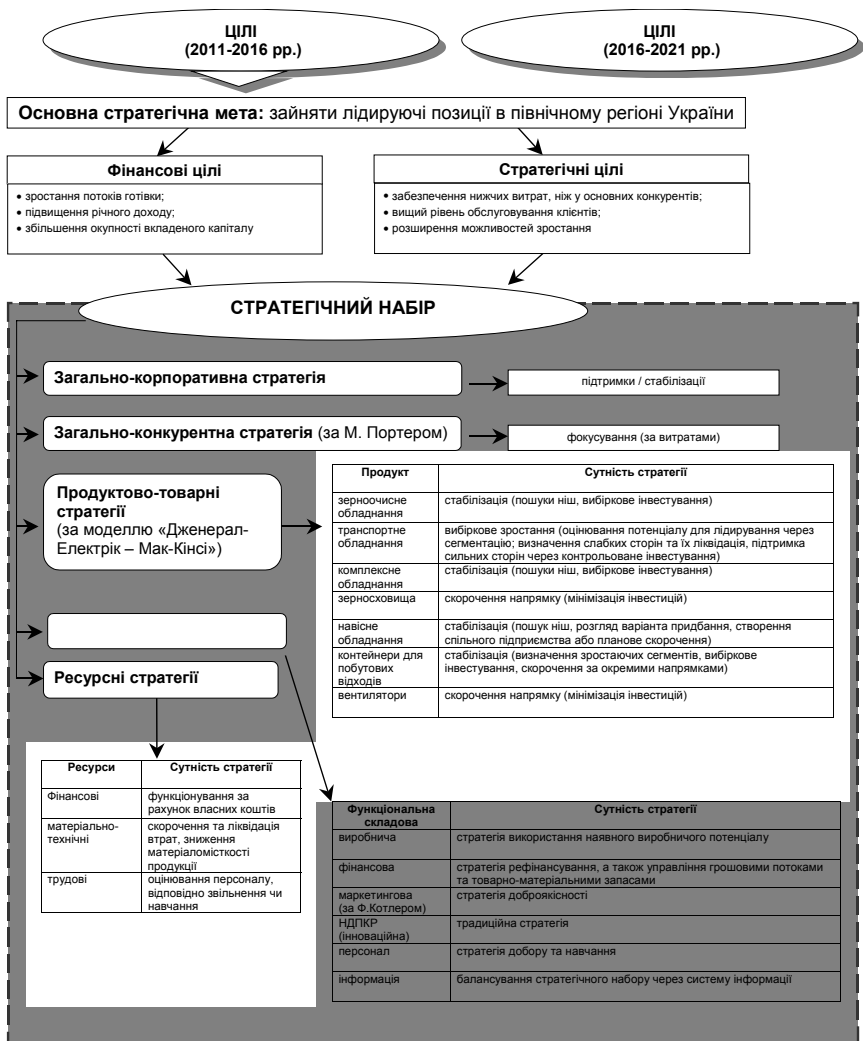 ЦІЛІ
(2011-2016 рр.)
ЦІЛІ
(2016-2021 рр.)
Основна стратегічна мета: зайняти лідируючі позиції в північному регіоні України
Фінансові цілі
• зростання потоків готівки;
• підвищення річного доходу;
• збільшення окупності вкладеного капіталу
Стратегічні цілі
• забезпечення нижчих витрат, ніж у основних конкурентів;
• вищий рівень обслуговування клієнтів;
• розширення можливостей зростання
СТРАТЕГІЧНИЙ НАБІР
Загально-корпоративна стратегія
підтримки / стабілізації
Загально-конкурентна стратегія (за М. Портером)
фокусування (за витратами)
Продуктово-товарні
стратегії
(за моделлю «Дженерал-
Електрік – Мак-Кінсі»)
Продукт
Сутність стратегії
зерноочисне
обладнання
стабілізація (пошуки ніш, вибіркове інвестування)
транспортне
обладнання
вибіркове зростання (оцінювання потенціалу для лідирування через
сегментацію; визначення слабких сторін та їх ліквідація, підтримка
сильних сторін через контрольоване інвестування)
комплексне
обладнання
стабілізація (пошуки ніш, вибіркове інвестування)
зерносховища
скорочення напрямку (мінімізація інвестицій)
навісне
обладнання
стабілізація (пошук ніш, розгляд варіанта придбання, створення
спільного підприємства або планове скорочення)
контейнери для
побутових
відходів
стабілізація (визначення зростаючих сегментів, вибіркове
інвестування, скорочення за окремими напрямками)
вентилятори
скорочення напрямку (мінімізація інвестицій)
Ресурсні стратегії
Ресурси
Сутність стратегії
Фінансові
функціонування за
рахунок власних коштів
матеріально-
технічні
скорочення та ліквідація
втрат, зниження
матеріаломісткості
продукції
трудові
оцінювання персоналу,
відповідно звільнення чи
навчання
Функціональна
складова
Сутність стратегії
виробнича
стратегія використання наявного виробничого потенціалу
фінансова
стратегія рефінансування, а також управління грошовими потоками
та товарно-матеріальними запасами
маркетингова
(за Ф.Котлером)
стратегія доброякісності
НДПКР
(інноваційна)
традиційна стратегія
персонал
стратегія добору та навчання
інформація
балансування стратегічного набору через систему інформації